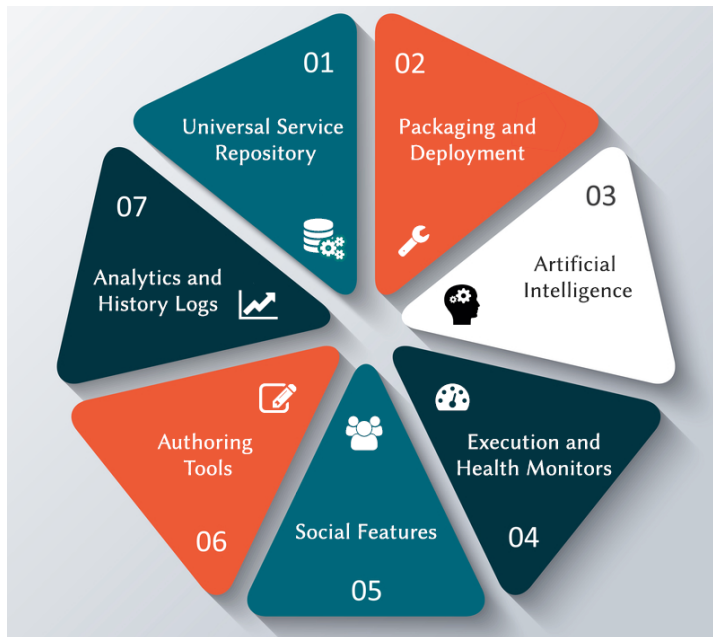 01
Universal Service
Repository
02
Packaging and
Deployment
03
Artificial
Intelligence
04
Execution and
Health Monitors
05
Social Features
06
Authoring
Tools
07
Analytics and
History Logs